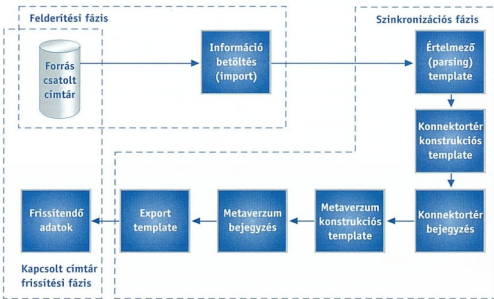 Felderítési fázis
Szinkronizációs fázis
Forrás
csatolt
címtár
Információ
betöltés
(import)
Értelmező
(parsing)
template
Konnektortér
konstrukciós
template
Frissítendő
adatok
Export
template
Metaverzum
bejegyzés
Metaverzum
konstrukciós
template
Konnektortér
bejegyzés
Kapcsolt címtár
frissítési fázis